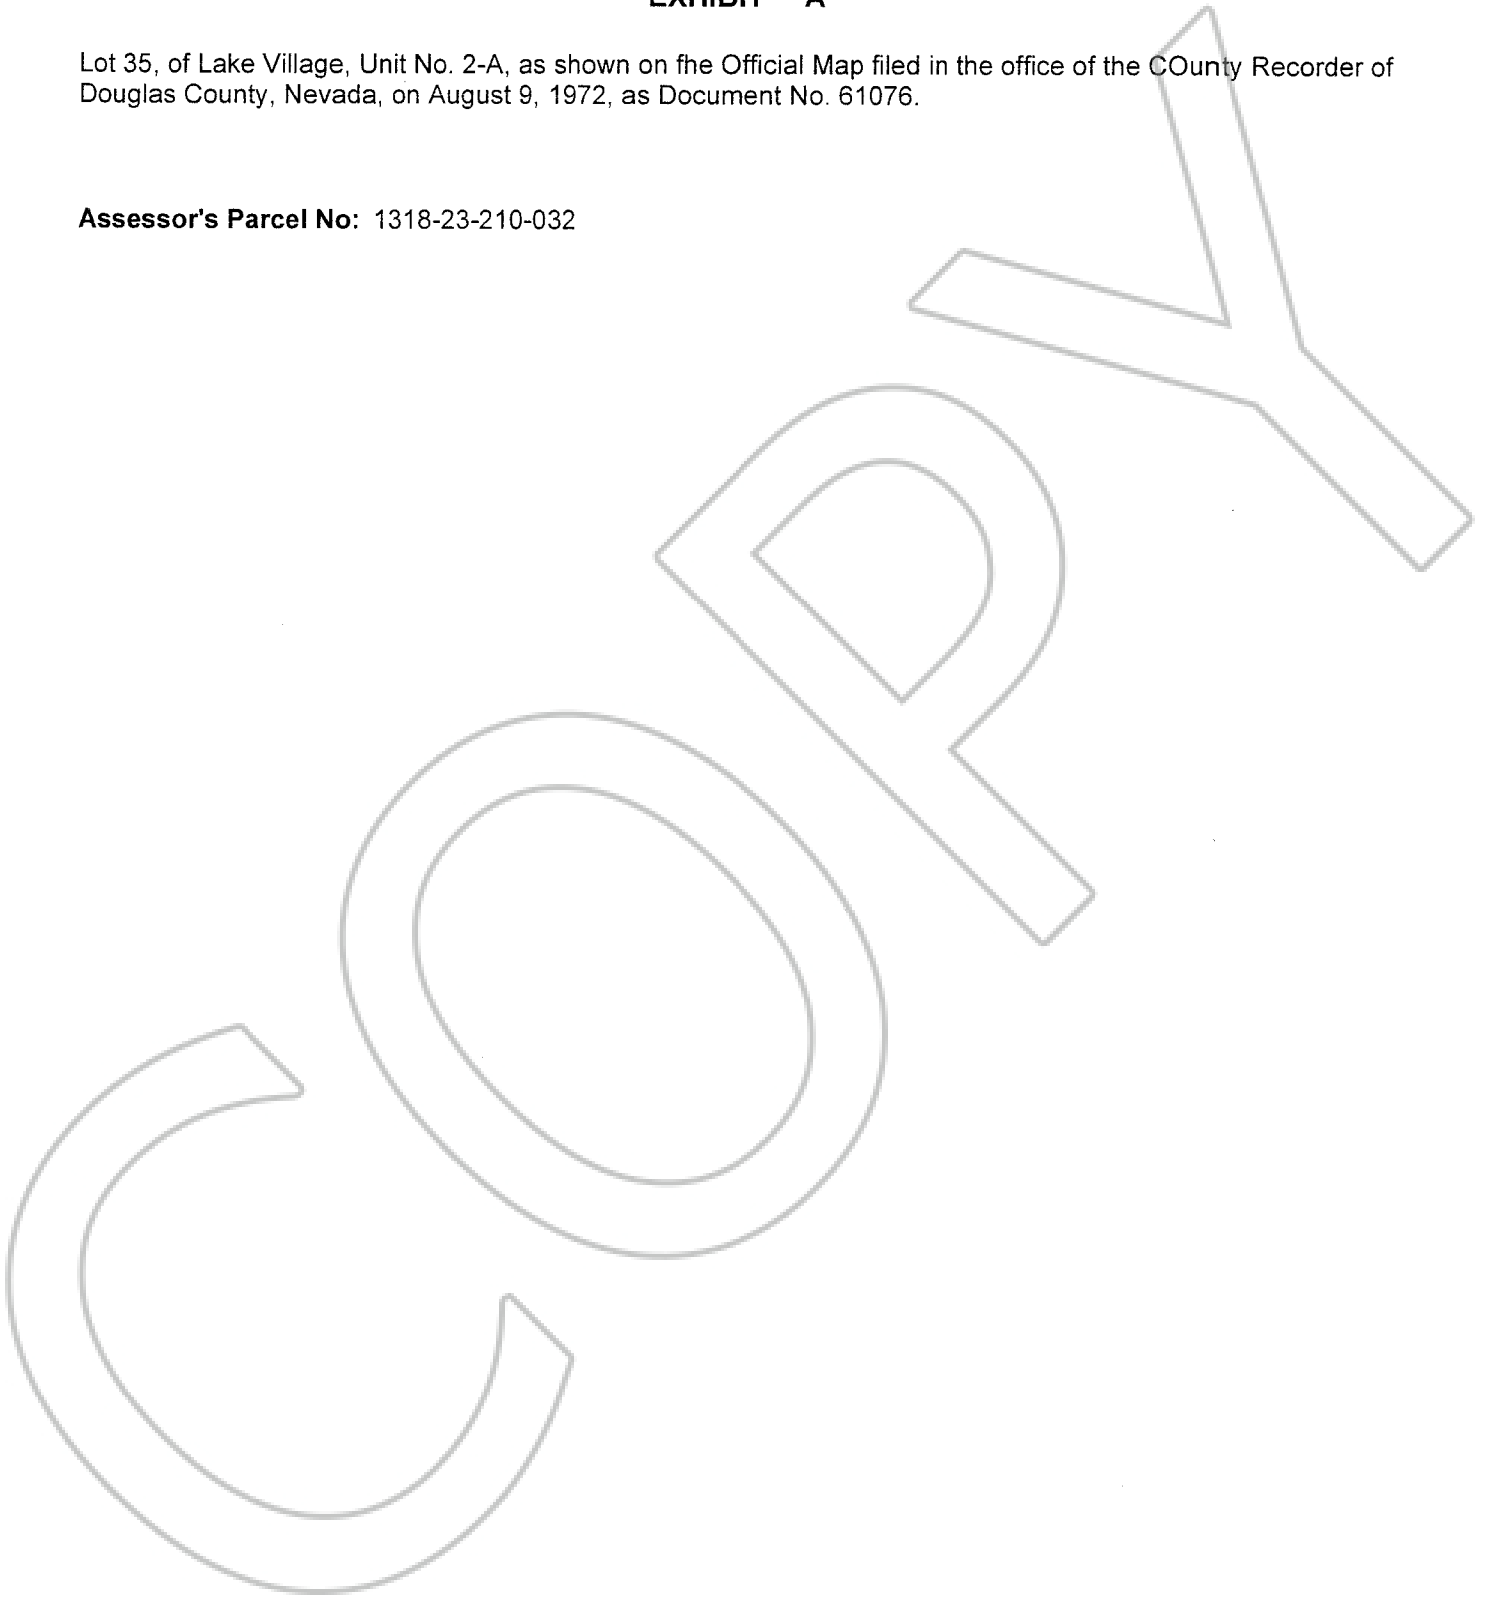 EXHIBIT "A"
Lot 35, of Lake Village, Unit No. 2-A, as shown on fhe Official Map filed in the office of the COunty Recorder of
Douglas County, Nevada, on August 9, 1972, as Document No. 61076.
Assessor's Parcel No: 1318-23-210-032
COPY